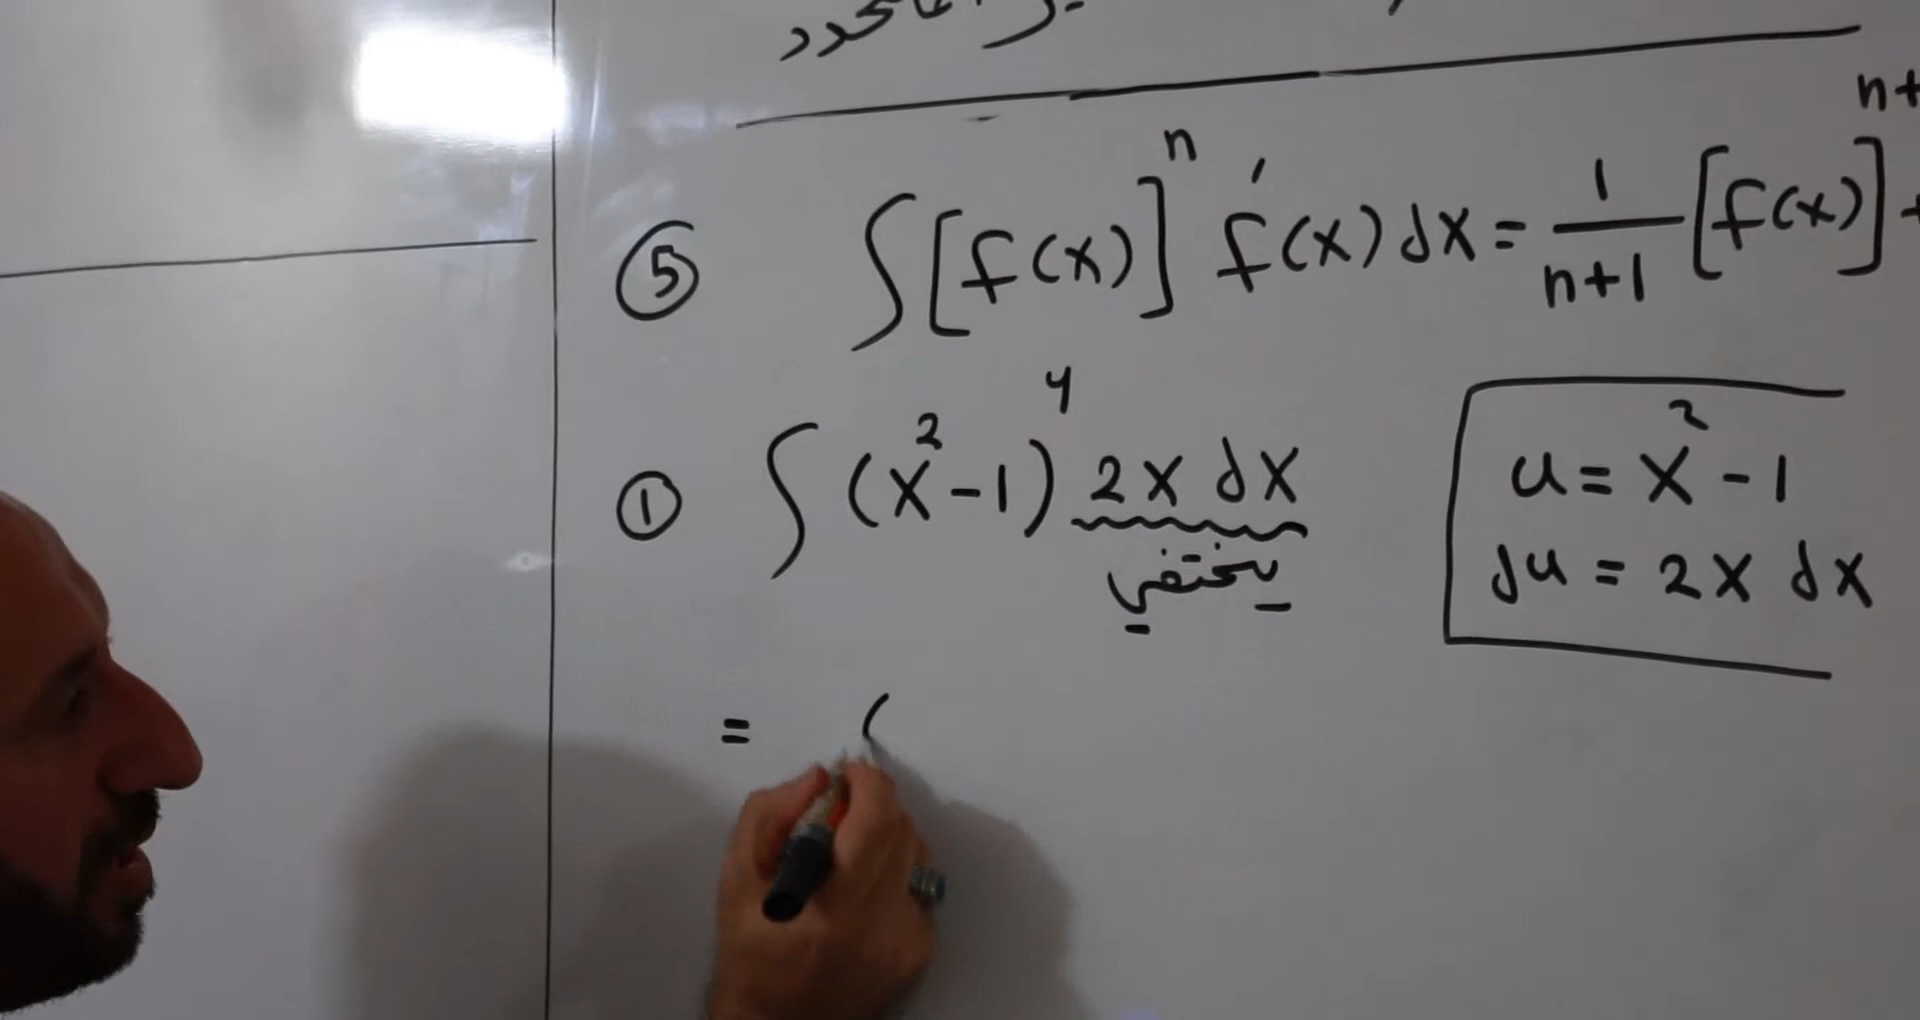 ⑤ ∫[f(x)]ⁿ f′(x) dx = 1/(n+1) [f(x)]ⁿ⁺ +
① ∫(x²-1)⁴ 2x dx
يختفي
u = x² - 1
du = 2x dx
= (